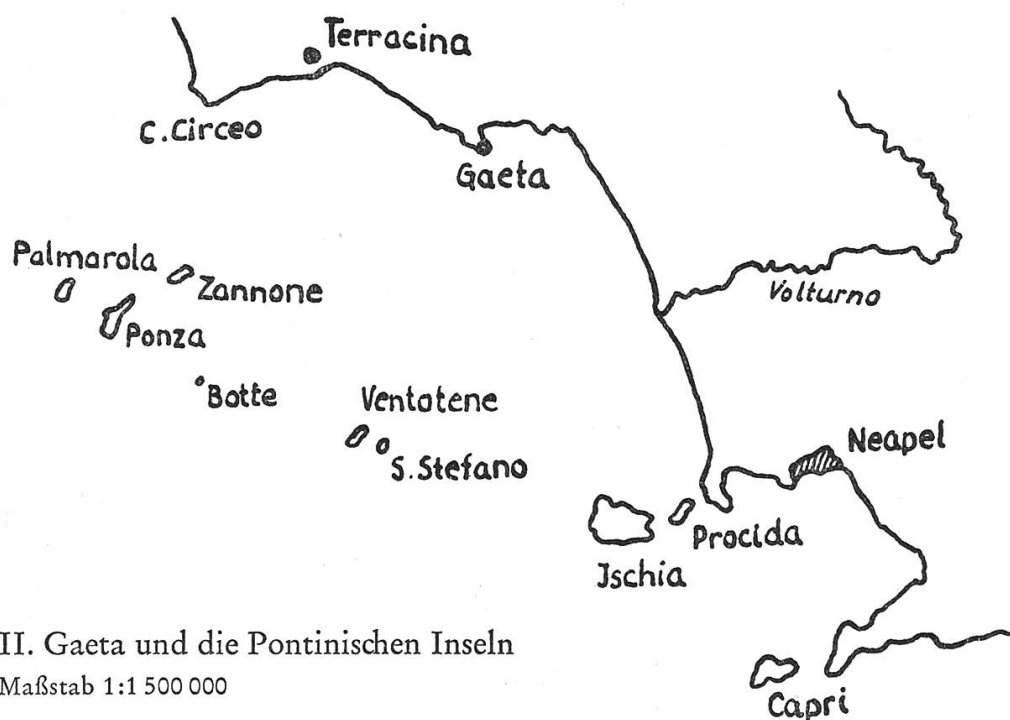 Terracina
C.Circeo
Gaeta
Palmarola
Zannone
Volturno
Ponza
Botte
Ventotene
Neapel
S.Stefano
Procida
Ischia
II. Gaeta und die Pontinischen Inseln
Maßstab 1:1 500 000
Capri